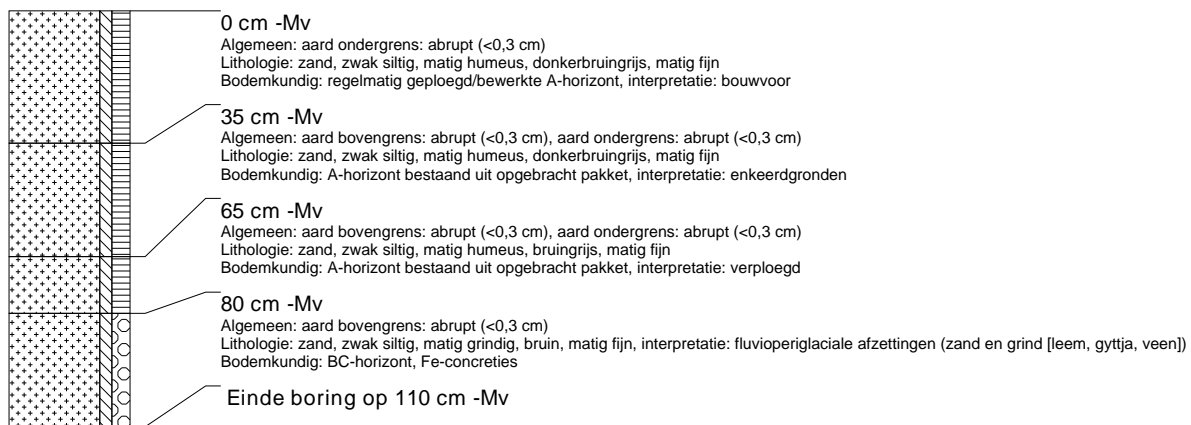 0 cm -Mv
Algemeen: aard ondergrens: abrupt (<0,3 cm)
Lithologie: zand, zwak siltig, matig humeus, donkerbruingrijs, matig fijn
Bodemkundig: regelmatig geploegd/bewerkte A-horizont, interpretatie: bouwvoor
35 cm -Mv
Algemeen: aard bovengrens: abrupt (<0,3 cm), aard ondergrens: abrupt (<0,3 cm)
Lithologie: zand, zwak siltig, matig humeus, donkerbruingrijs, matig fijn
Bodemkundig: A-horizont bestaand uit opgebracht pakket, interpretatie: enkeerdgronden
65 cm -Mv
Algemeen: aard bovengrens: abrupt (<0,3 cm), aard ondergrens: abrupt (<0,3 cm)
Lithologie: zand, zwak siltig, matig humeus, bruingrijs, matig fijn
Bodemkundig: A-horizont bestaand uit opgebracht pakket, interpretatie: verploegd
80 cm -Mv
Algemeen: aard bovengrens: abrupt (<0,3 cm)
Lithologie: zand, zwak siltig, matig grindig, bruin, matig fijn, interpretatie: fluvioperiglaciale afzettingen (zand en grind [leem, gyttja, veen])
Bodemkundig: BC-horizont, Fe-concreties
Einde boring op 110 cm -Mv